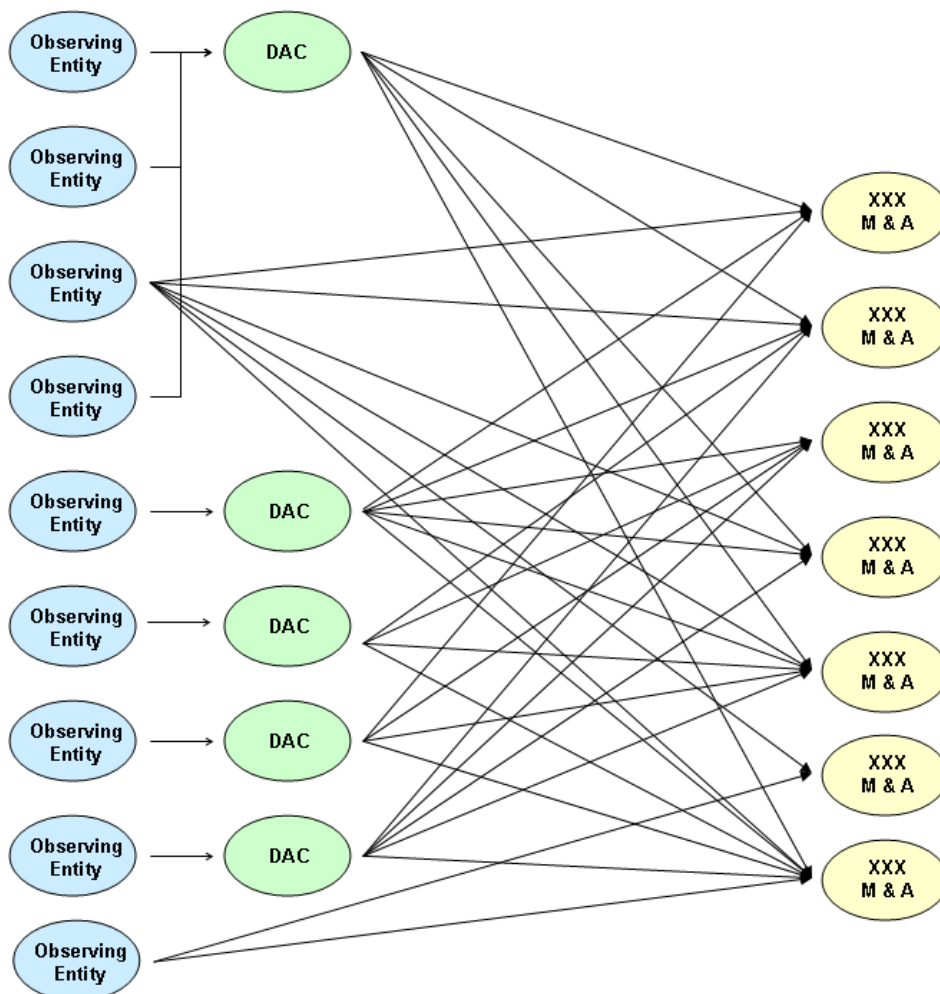 Observing
Entity
DAC
Observing
Entity
XXX
M & A
Observing
Entity
XXX
M & A
Observing
Entity
XXX
M & A
Observing
Entity
DAC
XXX
M & A
Observing
Entity
DAC
XXX
M & A
Observing
Entity
DAC
XXX
M & A
Observing
Entity
DAC
XXX
M & A
Observing
Entity